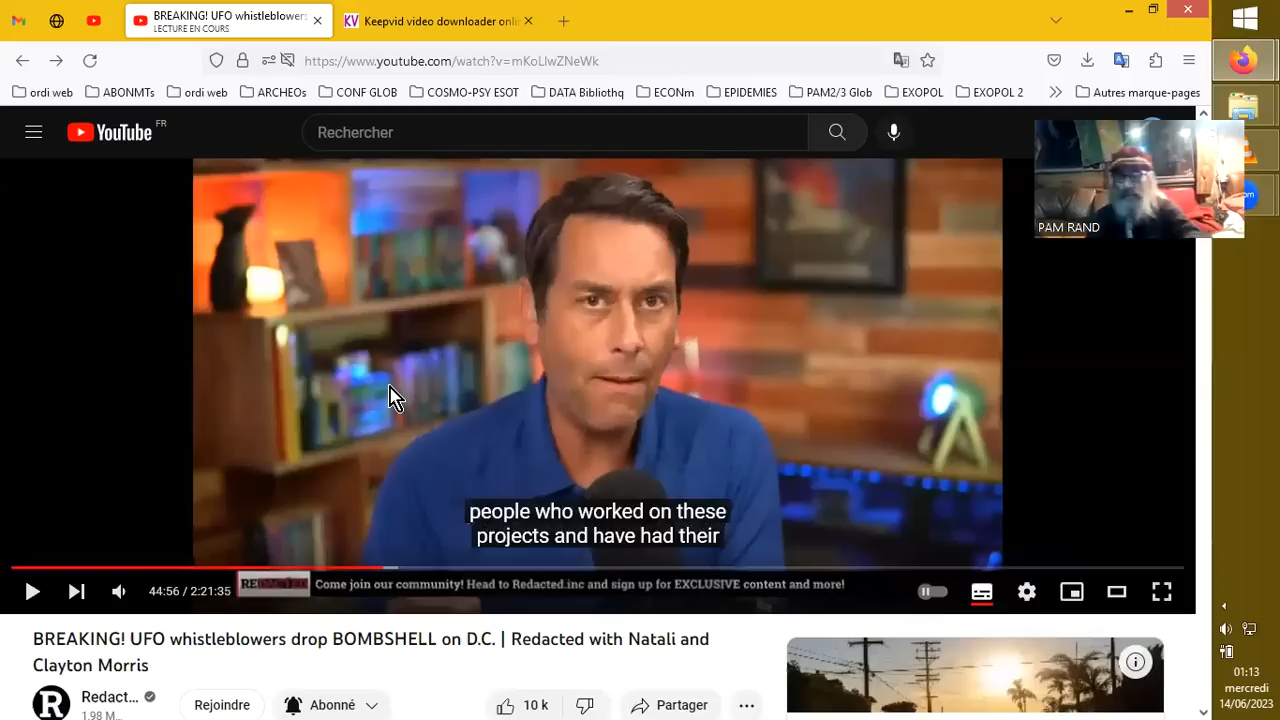 BREAKING! UFO whistleblowers
LECTURE EN COURS
KV Keepvid video downloader onli
https://www.youtube.com/watch?v=mKoLlwZNeWk
ordi web ABONMTs ordi web ARCHEOs CONF GLOB COSMO-PSY ESOT DATA Bibliothq ECONm EPIDEMIES PAM2/3 Glob EXOPOL EXOPOL 2 Autres marque-pages
YouTube FR
Rechercher
PAM RAND
people who worked on these
projects and have had their
44:56 / 2:21:35
REDACTED Come join our community! Head to Redacted.inc and sign up for EXCLUSIVE content and more!
BREAKING! UFO whistleblowers drop BOMBSHELL on D.C. | Redacted with Natali and
Clayton Morris
R Redact...
1.98 M...
Rejoindre
Abonné
10 k
Partager
01:13
mercredi
14/06/2023